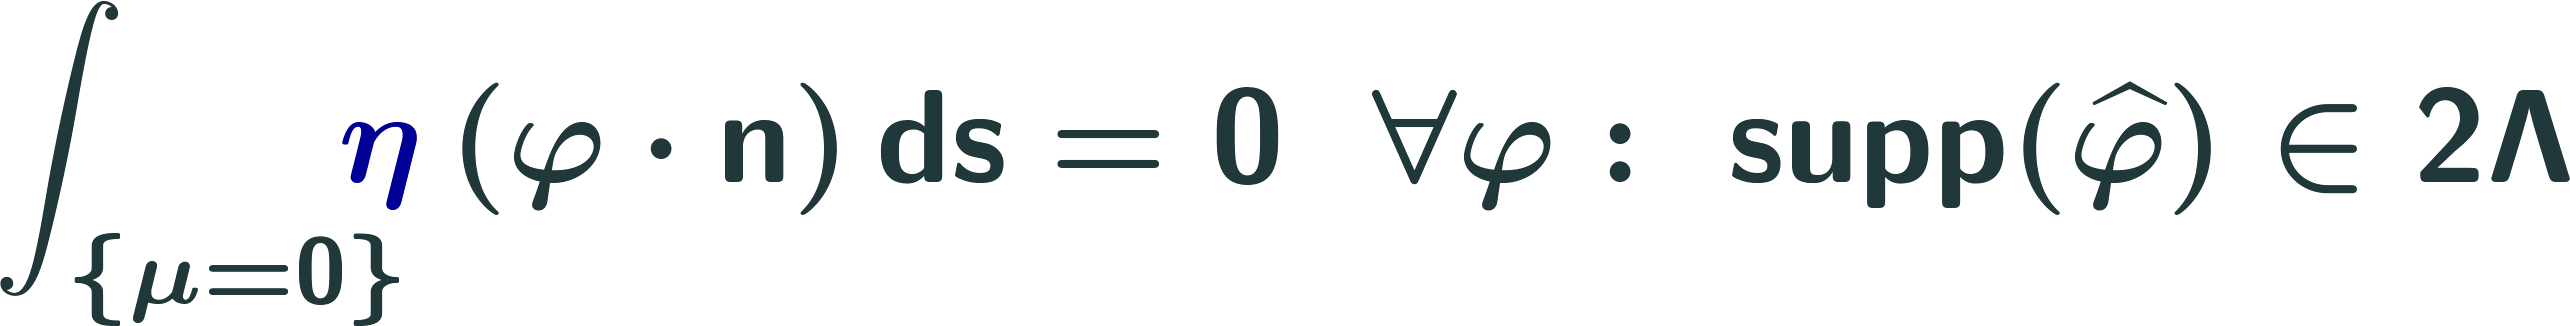 ∫_{μ=0} η (φ · n) ds = 0 ∀φ : supp(φ̂) ∈ 2Λ